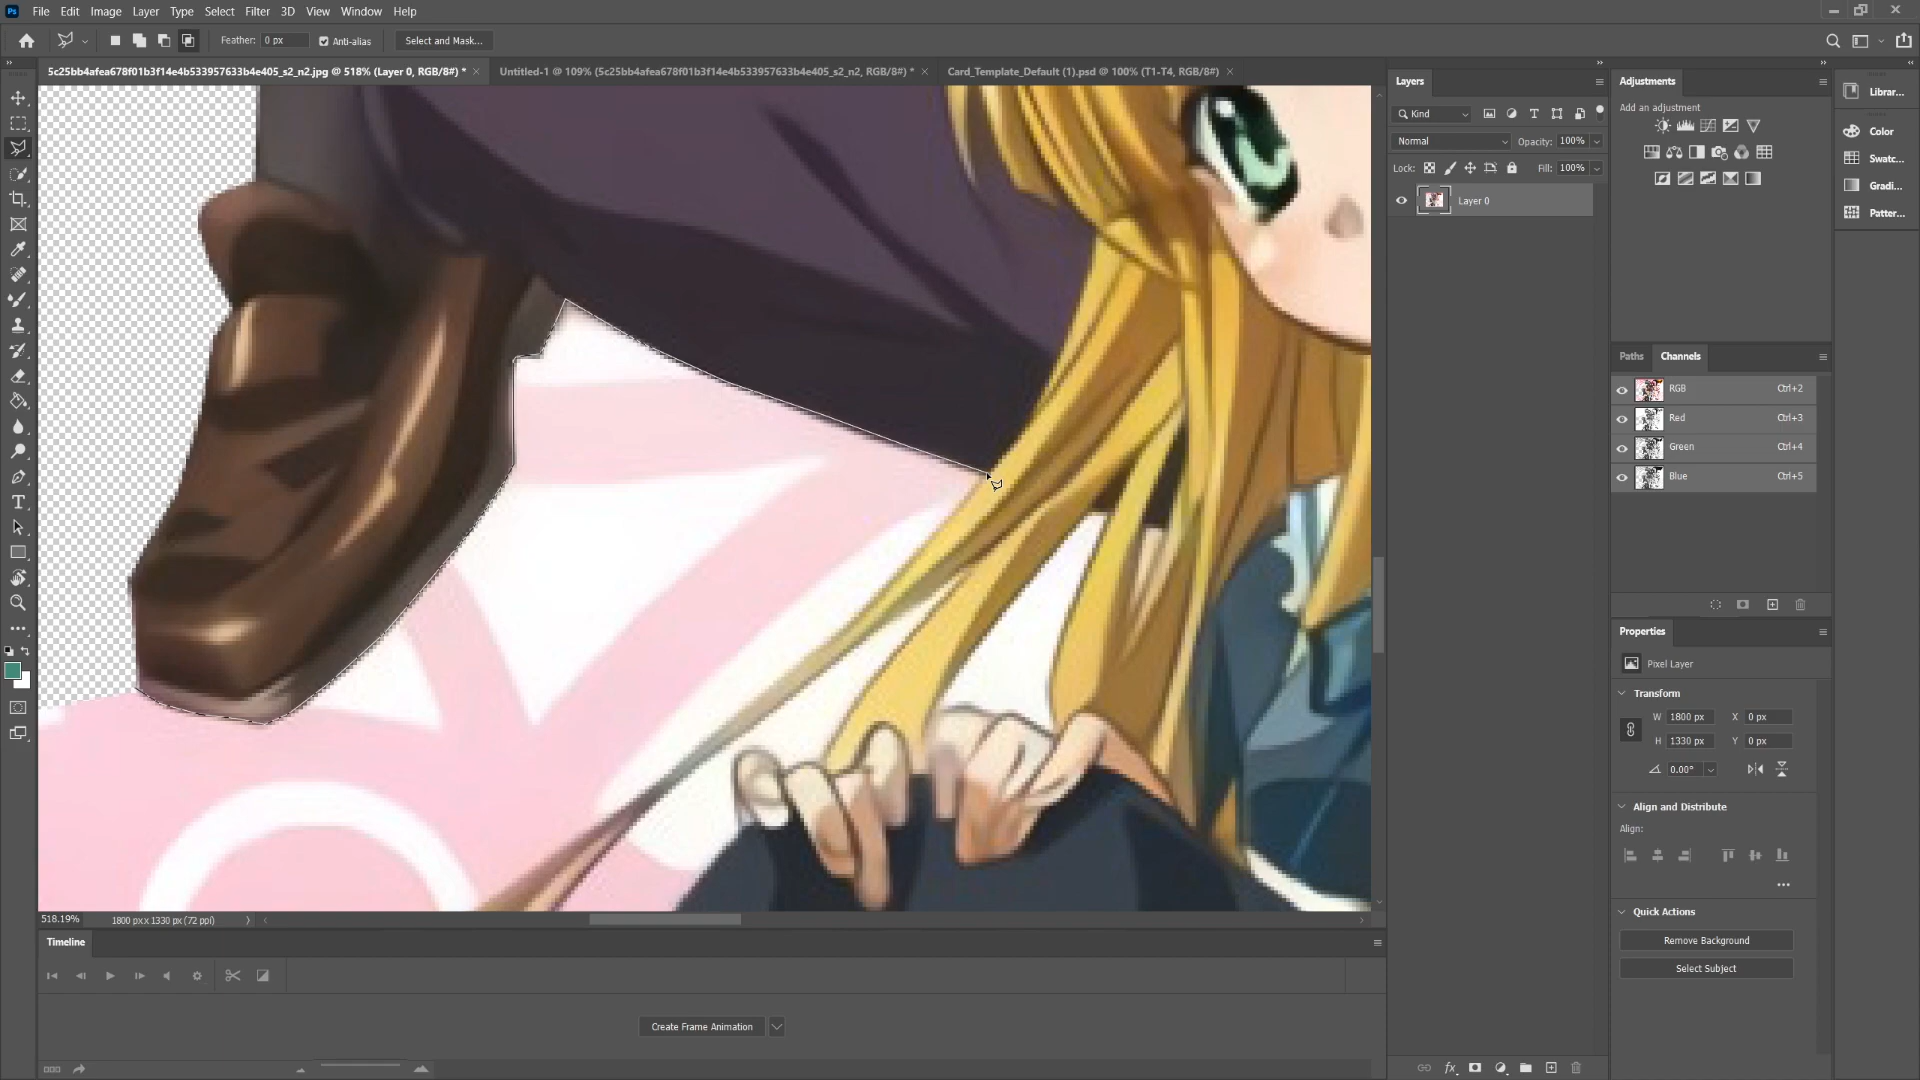 Ps File Edit Image Layer Type Select Filter 3D View Window Help
Feather: 0 px Anti-alias Select and Mask...
5c25bb4afea678f01b3f14e4b533957633b4e405_s2_n2.jpg @ 518% (Layer 0, RGB/8#) * × Untitled-1 @ 109% (5c25bb4afea678f01b3f14e4b533957633b4e405_s2_n2, RGB/8#) * × Card_Template_Default (1).psd @ 100% (T1-T4, RGB/8#) ×
Layers
Kind
Normal Opacity: 100%
Lock: Fill: 100%
Layer 0
Adjustments
Add an adjustment
Paths Channels
RGB Ctrl+2
Red Ctrl+3
Green Ctrl+4
Blue Ctrl+5
Properties
Pixel Layer
Transform
W 1800 px X 0 px
H 1330 px Y 0 px
0.00°
Align and Distribute
Align:
Quick Actions
Remove Background
Select Subject
Librar...
Color
Swatc...
Gradi...
Patter...
518.19% 1800 px x 1330 px (72 ppi)
Timeline
Create Frame Animation
fx